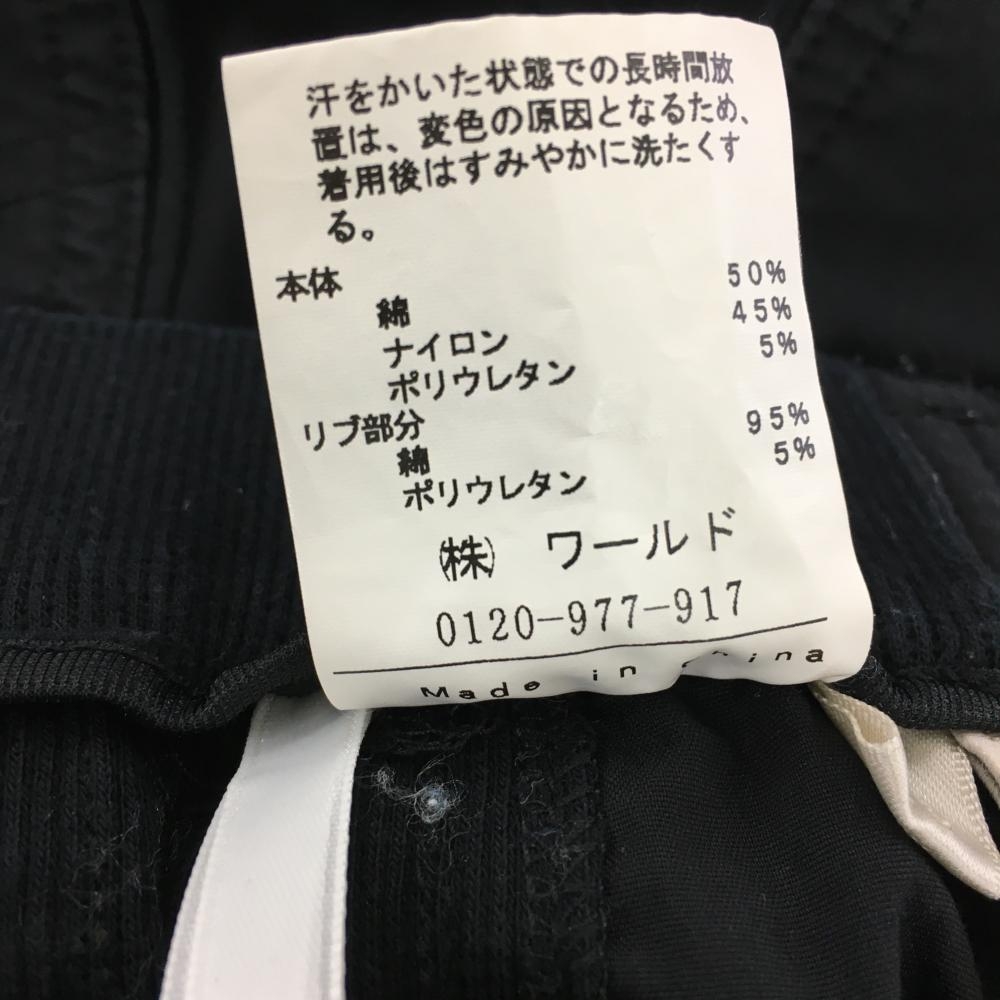 汗をかいた状態での長時間放
置は、変色の原因となるため、
着用後はすみやかに洗たくす
る。
本体
綿 50%
ナイロン 45%
ポリウレタン 5%
リブ部分
綿 95%
ポリウレタン 5%
㈱ ワールド
0120-977-917
Made in China